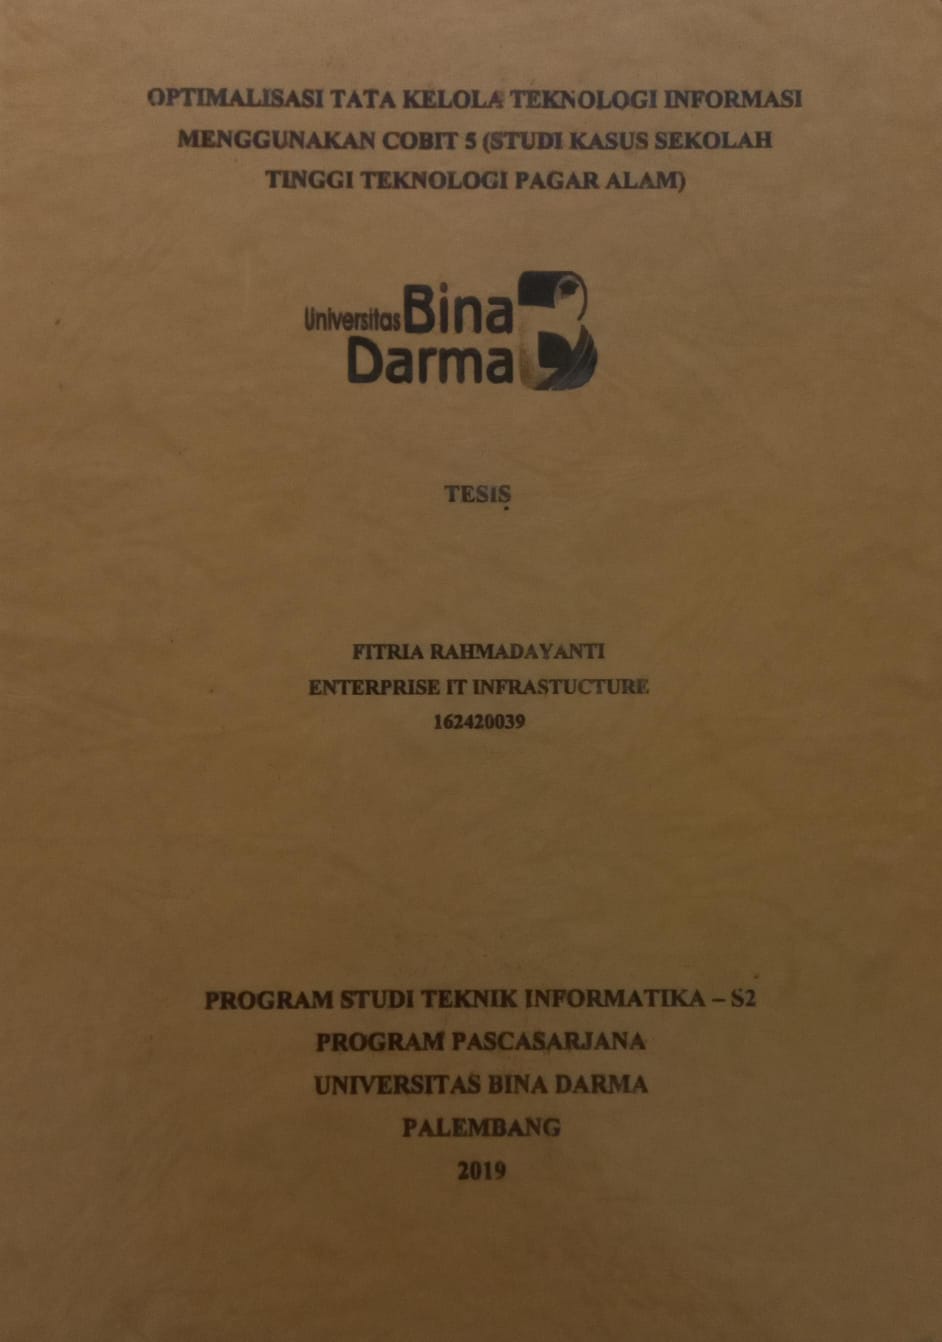 OPTIMALISASI TATA KELOLA TEKNOLOGI INFORMASI
MENGGUNAKAN COBIT 5 (STUDI KASUS SEKOLAH
TINGGI TEKNOLOGI PAGAR ALAM)
Universitas Bina
Darma
TESIS
FITRIA RAHMADAYANTI
ENTERPRISE IT INFRASTUCTURE
162420039
PROGRAM STUDI TEKNIK INFORMATIKA – S2
PROGRAM PASCASARJANA
UNIVERSITAS BINA DARMA
PALEMBANG
2019